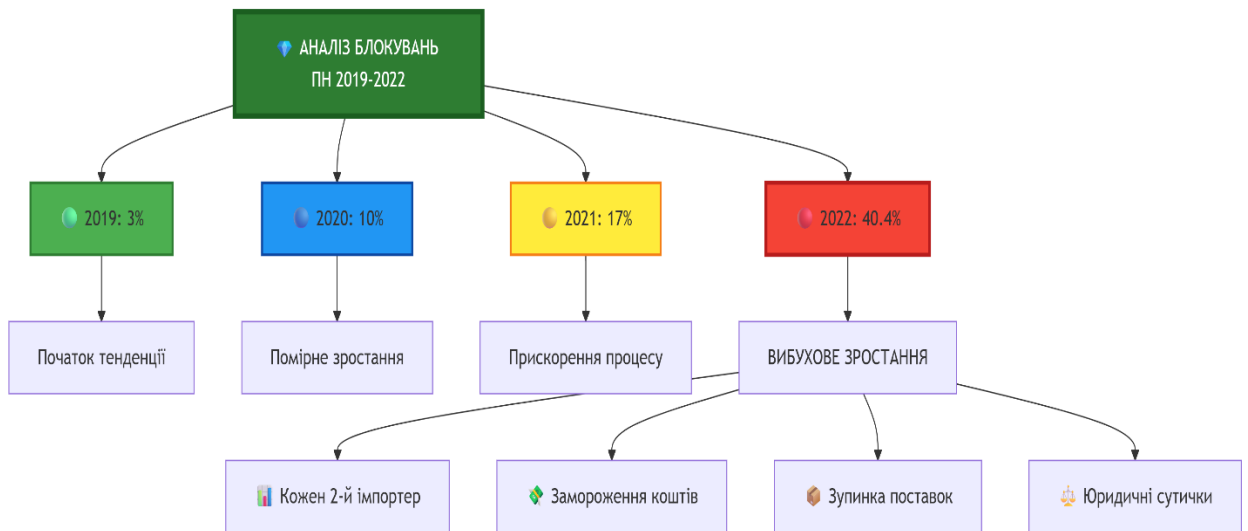 💎 АНАЛІЗ БЛОКУВАНЬ
ПН 2019-2022
2019: 3%
2020: 10%
2021: 17%
2022: 40.4%
Початок тенденції
Помірне зростання
Прискорення процесу
ВИБУХОВЕ ЗРОСТАННЯ
📊 Кожен 2-й імпортер
💸 Замороження коштів
📦 Зупинка поставок
⚖️ Юридичні сутички